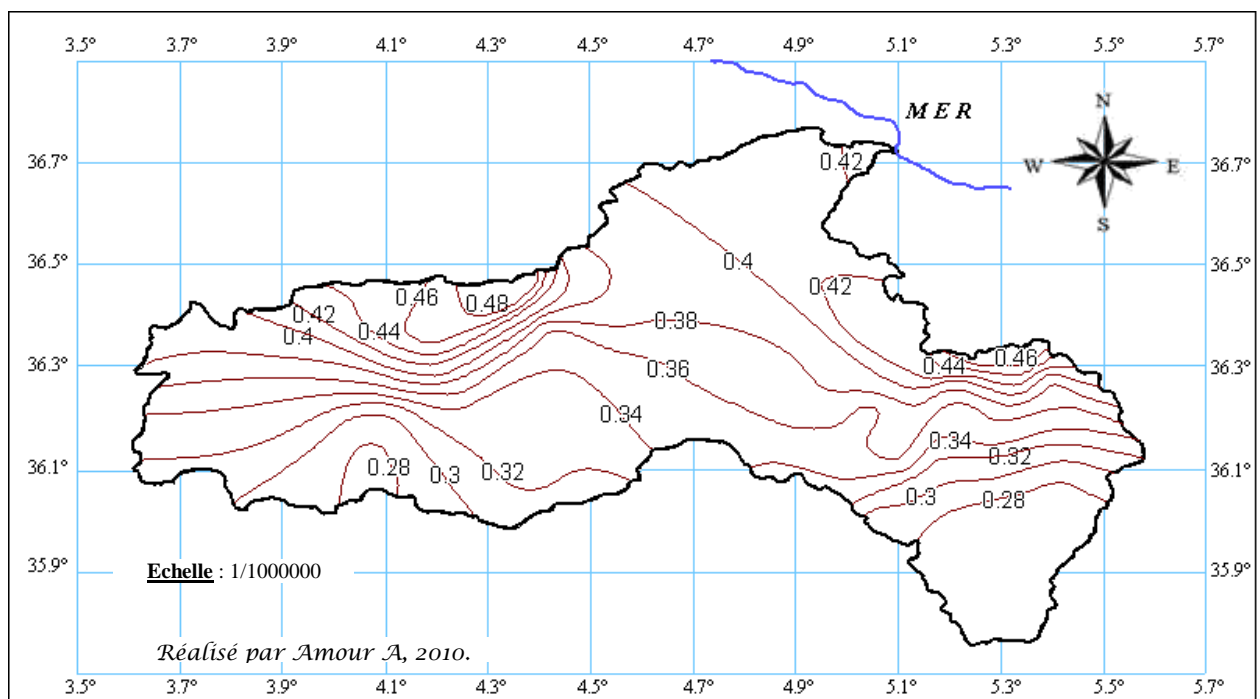 3.5° 3.7° 3.9° 4.1° 4.3° 4.5° 4.7° 4.9° 5.1° 5.3° 5.5° 5.7°
MER
N
36.7° 0.42 W E 36.7°
S
36.5° 0.4 36.5°
0.46 0.48 0.42
0.42 0.44 0.38
0.4
36.3° 0.36 0.44 0.46 36.3°
0.34 0.34
36.1° 0.28 0.3 0.32 0.32 36.1°
0.3 0.28
35.9° Echelle : 1/1000000 35.9°
Réalisé par Amour A, 2010.
3.5° 3.7° 3.9° 4.1° 4.3° 4.5° 4.7° 4.9° 5.1° 5.3° 5.5° 5.7°